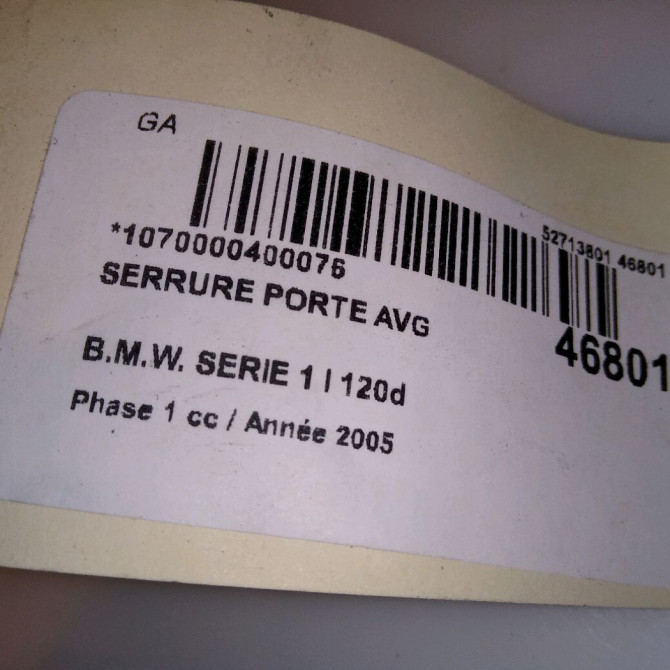 GA
52713801 46801
*1070000400076
SERRURE PORTE AVG
46801
B.M.W. SERIE 1 I 120d
Phase 1 cc / Année 2005